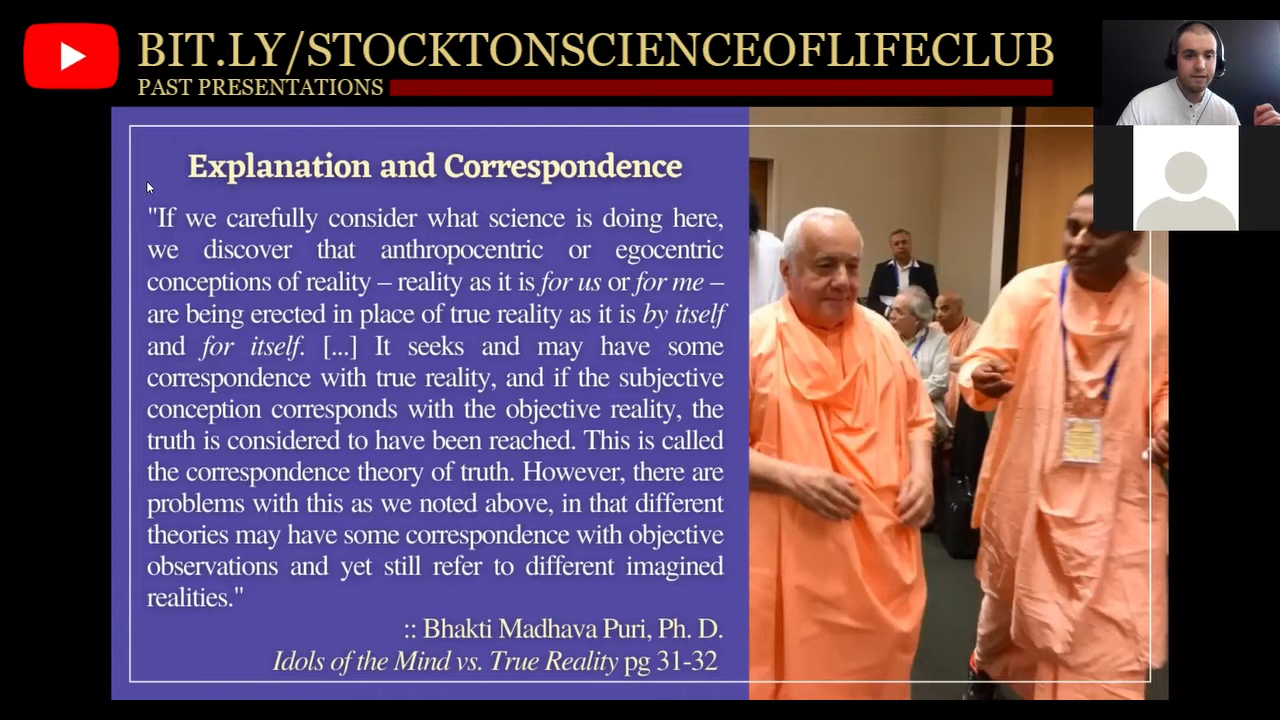 BIT.LY/STOCKTONSCIENCEOFLIFECLUB
PAST PRESENTATIONS
Explanation and Correspondence
"If we carefully consider what science is doing here,
we discover that anthropocentric or egocentric
conceptions of reality – reality as it is for us or for me –
are being erected in place of true reality as it is by itself
and for itself. [...] It seeks and may have some
correspondence with true reality, and if the subjective
conception corresponds with the objective reality, the
truth is considered to have been reached. This is called
the correspondence theory of truth. However, there are
problems with this as we noted above, in that different
theories may have some correspondence with objective
observations and yet still refer to different imagined
realities."
:: Bhakti Madhava Puri, Ph. D.
Idols of the Mind vs. True Reality pg 31-32